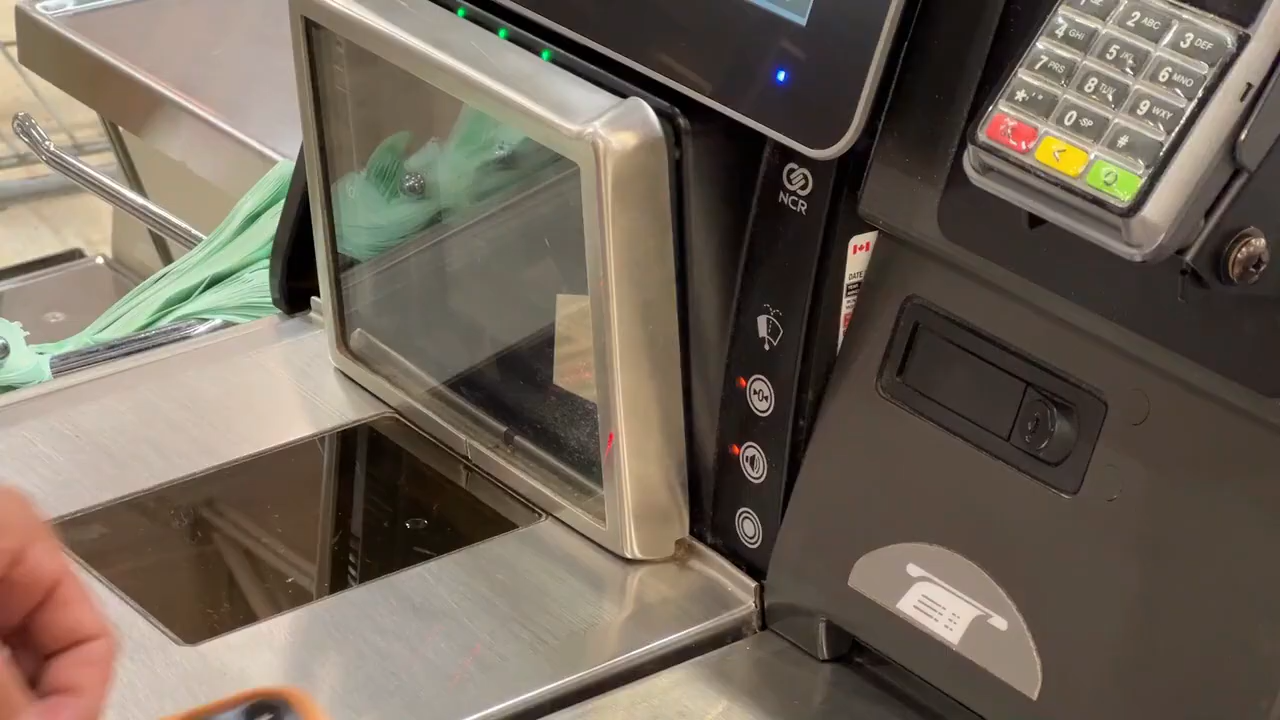 2 ABC
3 DEF
4 GHI
5 JKL
6 MNO
7 PRS
8 TUV
9 WXY
*,'"
0 -SP
#
NCR
DATE
0